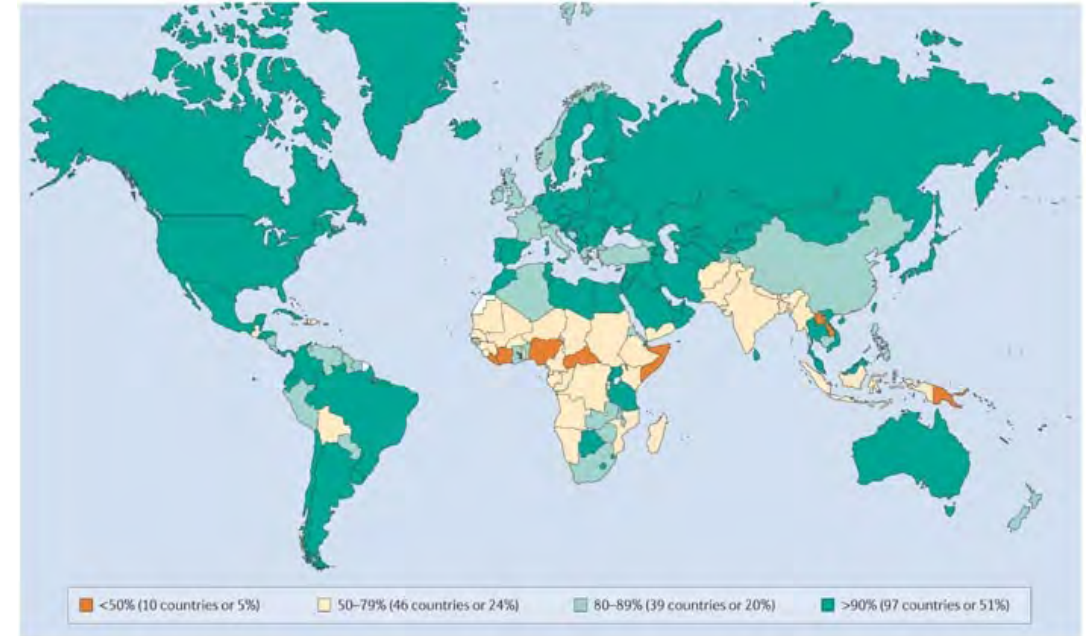 <50% (10 countries or 5%) 50–79% (46 countries or 24%) 80–89% (39 countries or 20%) >90% (97 countries or 51%)